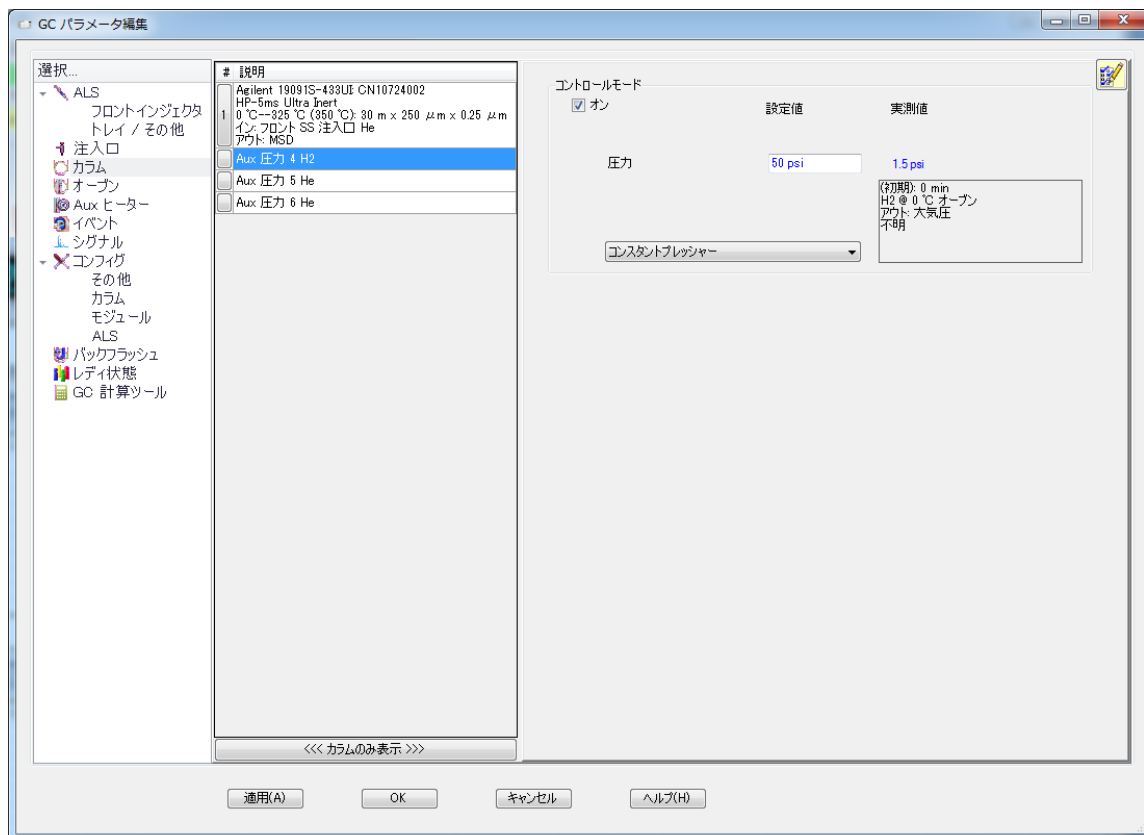 GC パラメータ編集
選択...
ALS
フロントインジェクタ
トレイ / その他
注入口
カラム
オーブン
Aux ヒーター
イベント
シグナル
コンフィグ
その他
カラム
モジュール
ALS
バックフラッシュ
レディ状態
GC 計算ツール
# 説明
1
Agilent 19091S-433UI: CN10724002
HP-5ms Ultra Inert
0 ℃--325 ℃ (350 ℃): 30 m x 250 μm x 0.25 μm
イン: フロント SS 注入口 He
アウト: MSD
Aux 圧力 4 H2
Aux 圧力 5 He
Aux 圧力 6 He
<<< カラムのみ表示 >>>
コントロールモード
オン 設定値 実測値
圧力 50 psi 1.5 psi
(初期): 0 min
H2 @ 0 ℃ オーブン
アウト: 大気圧
不明
コンスタントプレッシャー
適用(A) OK キャンセル ヘルプ(H)